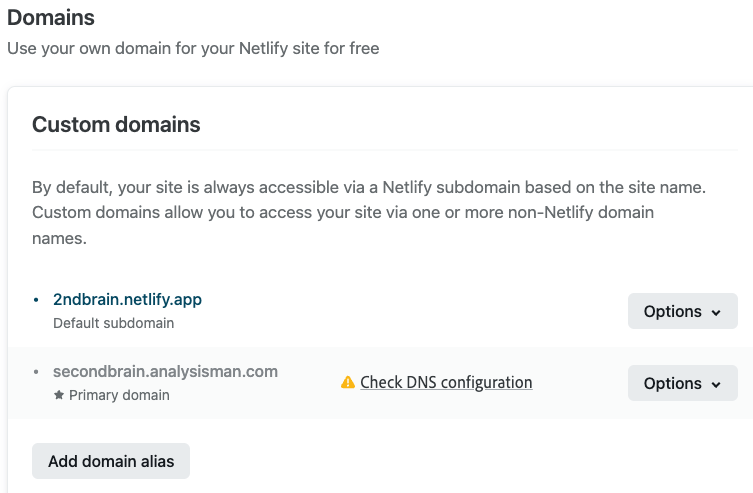 Domains
Use your own domain for your Netlify site for free
Custom domains
By default, your site is always accessible via a Netlify subdomain based on the site name.
Custom domains allow you to access your site via one or more non-Netlify domain
names.
2ndbrain.netlify.app
Options
Default subdomain
secondbrain.analysisman.com
Check DNS configuration
Options
Primary domain
Add domain alias